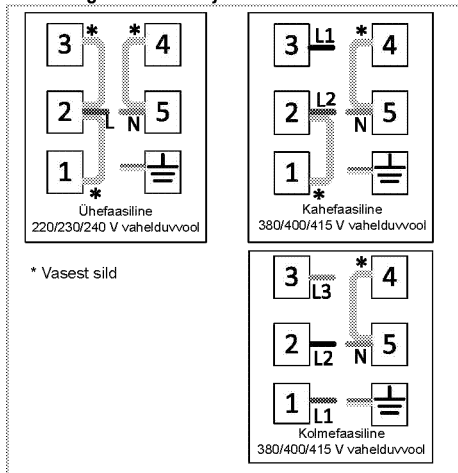 3 * * 4
2 L N 5
1 *
Ühefaasiline
220/230/240 V vahelduvvool
3 L1 * 4
2 L2 N 5
1 *
Kahefaasiline
380/400/415 V vahelduvvool
* Vasest sild
3 L3 * 4
2 L2 N 5
1 L1
Kolmefaasiline
380/400/415 V vahelduvvool